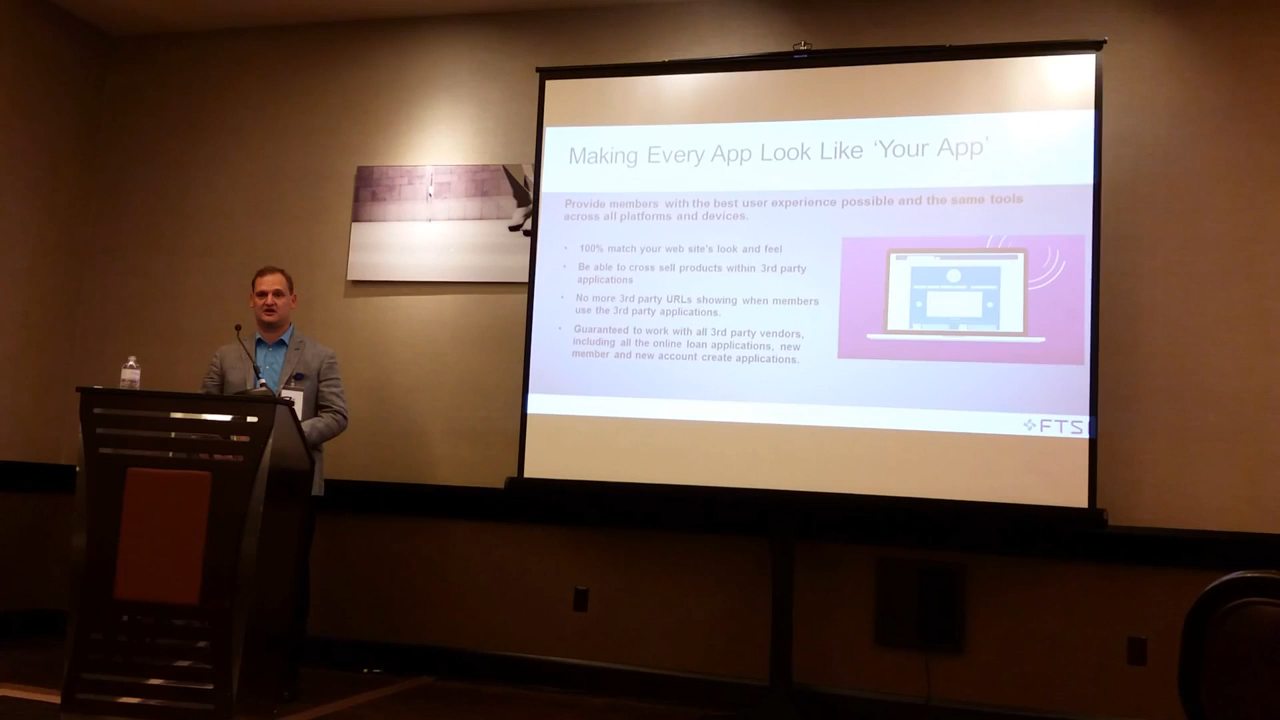 Making Every App Look Like ‘Your App’
Provide members with the best user experience possible and the same tools
across all platforms and devices.
• 100% match your web site's look and feel
• Be able to cross sell products within 3rd party
applications
• No more 3rd party URLs showing when members
use the 3rd party applications.
• Guaranteed to work with all 3rd party vendors,
including all the online loan applications, new
member and new account create applications.
FTSI